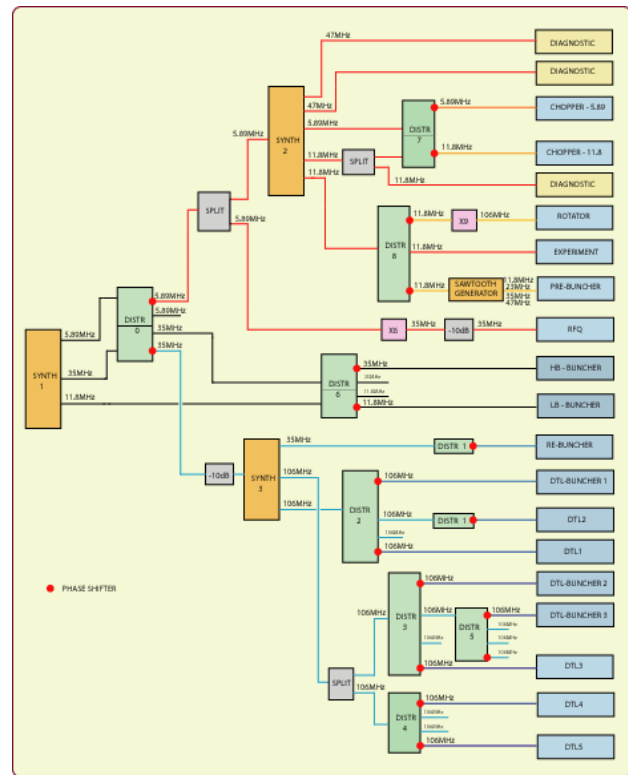 47MHz
DIAGNOSTIC
47MHz
DIAGNOSTIC
5.89MHz
5.89MHz
CHOPPER - 5.89
SYNTH
2
DISTR
7
5.89MHz
11.8MHz
SPLIT
11.8MHz
CHOPPER - 11.8
11.8MHz
11.8MHz
DIAGNOSTIC
SPLIT
5.89MHz
11.8MHz
X9
106MHz
ROTATOR
DISTR
8
11.8MHz
EXPERIMENT
11.8MHz
SAWTOOTH
GENERATOR
11.8MHz
23MHz
35MHz
47MHz
PRE-BUNCHER
5.89MHz
5.89MHz
DISTR
0
5.89MHz
35MHz
35MHz
X6
35MHz
-10dB
35MHz
RFQ
SYNTH
1
35MHz
11.8MHz
35MHz
HB - BUNCHER
DISTR
6
11.8MHz
LB - BUNCHER
35MHz
DISTR 1
RE-BUNCHER
-10dB
SYNTH
3
106MHz
106MHz
106MHz
DTL-BUNCHER 1
DISTR
2
106MHz
DISTR 1
DTL2
106MHz
DTL1
PHASE SHIFTER
106MHz
DTL-BUNCHER 2
106MHz
DISTR
3
106MHz
DISTR
5
106MHz
DTL-BUNCHER 3
106MHz
106MHz
106MHz
106MHz
DTL3
SPLIT
106MHz
106MHz
DTL4
DISTR
4
106MHz
DTL5